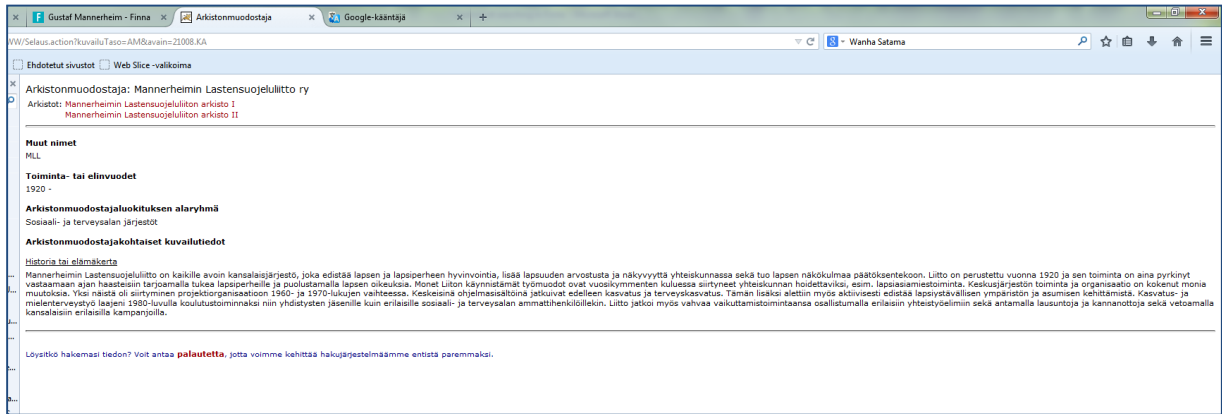 Gustaf Mannerheim - Finna
Arkistonmuodostaja
Google-kääntäjä
WW/Selaus.action?kuvailuTaso=AM&avain=21008.KA
Wanha Satama
Ehdotetut sivustot Web Slice -valikoima
Arkistonmuodostaja: Mannerheimin Lastensuojeluliitto ry
Arkistot: Mannerheimin Lastensuojeluliiton arkisto I
Mannerheimin Lastensuojeluliiton arkisto II
Muut nimet
MLL
Toiminta- tai elinvuodet
1920 -
Arkistonmuodostajaluokituksen alaryhmä
Sosiaali- ja terveysalan järjestöt
Arkistonmuodostajakohtaiset kuvailutiedot
Historia tai elämäkerta
Mannerheimin Lastensuojeluliitto on kaikille avoin kansalaisjärjestö, joka edistää lapsen ja lapsiperheen hyvinvointia, lisää lapsuuden arvostusta ja näkyvyyttä yhteiskunnassa sekä tuo lapsen näkökulmaa päätöksentekoon. Liitto on perustettu vuonna 1920 ja sen toiminta on aina pyrkinyt
vastaamaan ajan haasteisiin tarjoamalla tukea lapsiperheille ja puolustamalla lapsen oikeuksia. Monet Liiton käynnistämät työmuodot ovat vuosikymmenten kuluessa siirtyneet yhteiskunnan hoidettaviksi, esim. lapsiasiamiestoiminta. Keskusjärjestön toiminta ja organisaatio on kokenut monia
muutoksia. Yksi näistä oli siirtyminen projektiorganisaatioon 1960- ja 1970-lukujen vaihteessa. Keskeisinä ohjelmasisältöinä jatkuivat edelleen kasvatus ja terveyskasvatus. Tämän lisäksi alettiin myös aktiivisesti edistää lapsiystävällisen ympäristön ja asumisen kehittämistä. Kasvatus- ja
mielenterveystyö laajeni 1980-luvulla koulutustoiminnaksi niin yhdistysten jäsenille kuin erilaisille sosiaali- ja terveysalan ammattihenkilöillekin. Liitto jatkoi myös vahvaa vaikuttamistoimintaansa osallistumalla erilaisiin yhteistyöelimiin sekä antamalla lausuntoja ja kannanottoja sekä vetoamalla
kansalaisiin erilaisilla kampanjoilla.
Löysitkö hakemasi tiedon? Voit antaa palautetta, jotta voimme kehittää hakujärjestelmäämme entistä paremmaksi.